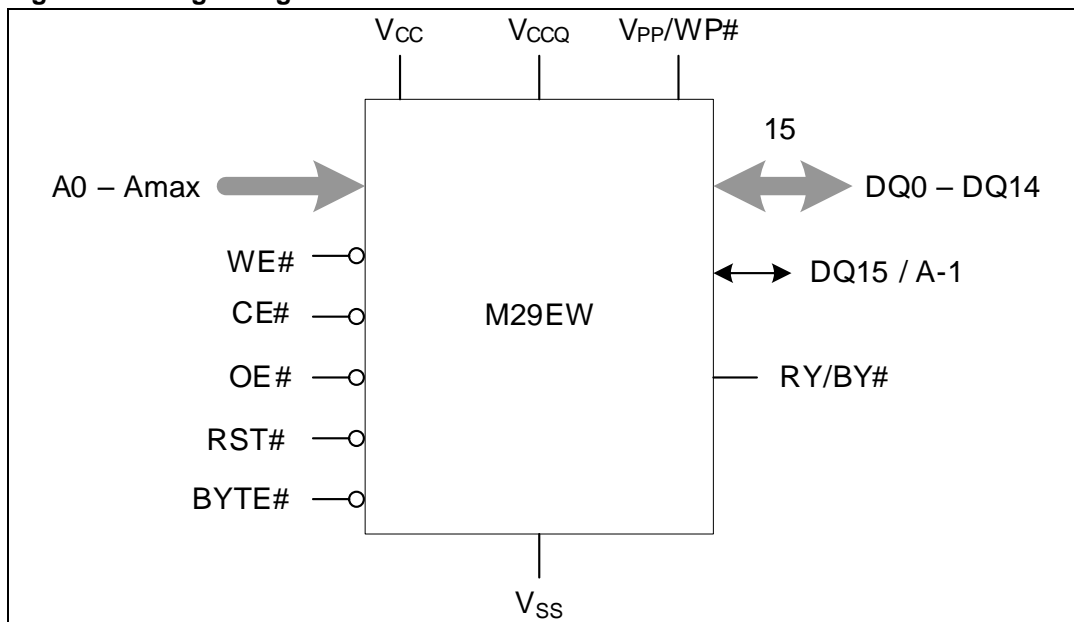 VCC VCCQ VPP/WP#
15
A0 – Amax DQ0 – DQ14
WE#
DQ15 / A-1
CE#
M29EW
OE#
RY/BY#
RST#
BYTE#
VSS